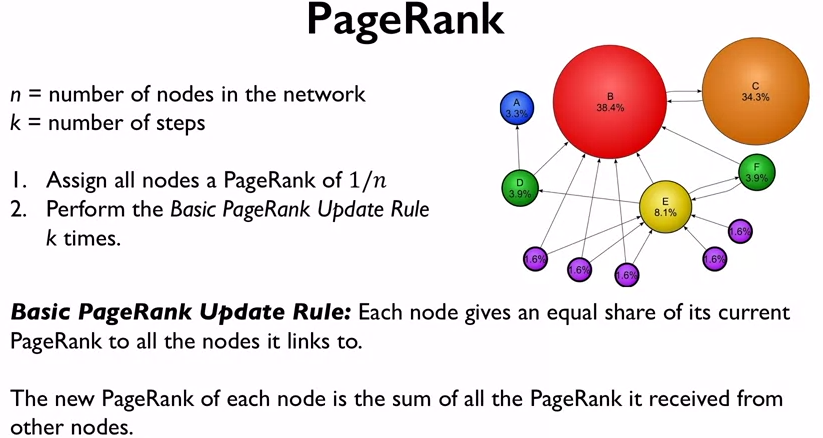 PageRank
n = number of nodes in the network
k = number of steps
1. Assign all nodes a PageRank of 1/n
2. Perform the Basic PageRank Update Rule
k times.
A
3.3%
B
38.4%
C
34.3%
D
3.9%
E
8.1%
F
3.9%
1.6%
1.6%
1.6%
1.6%
1.6%
Basic PageRank Update Rule: Each node gives an equal share of its current
PageRank to all the nodes it links to.
The new PageRank of each node is the sum of all the PageRank it received from
other nodes.